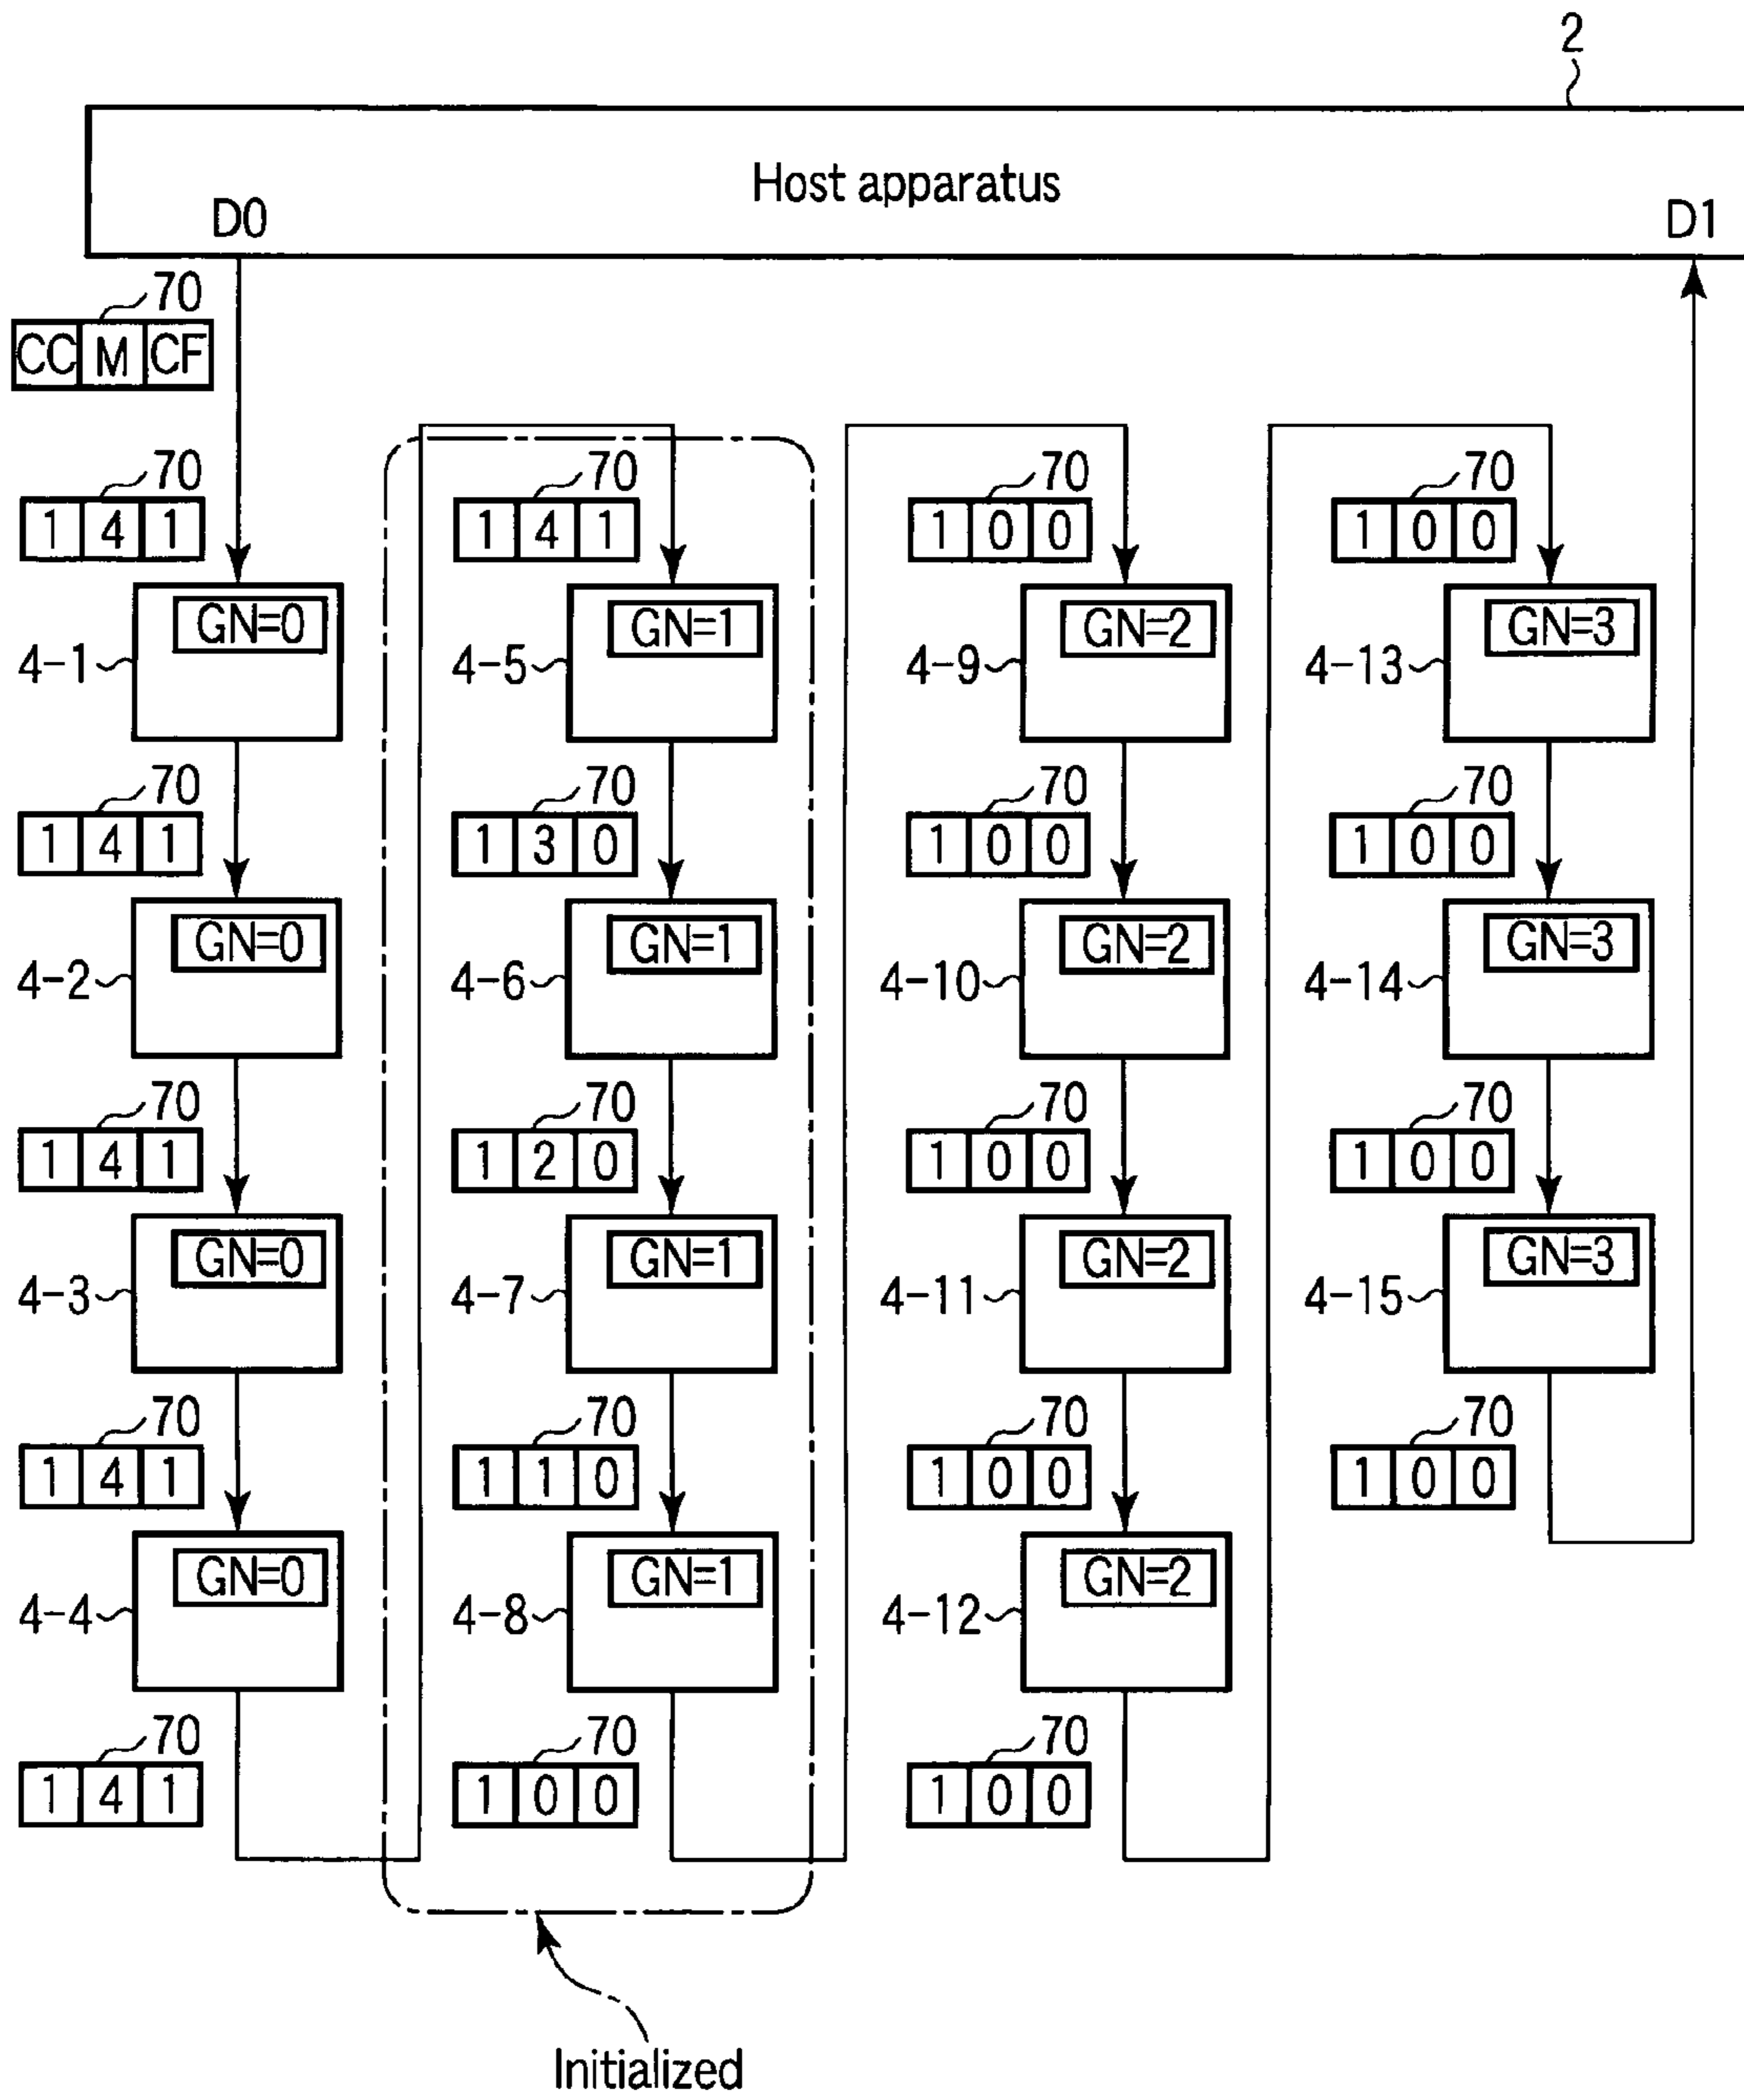 2
Host apparatus
D0 D1
70
CC M CF
70 70 70 70
1 4 1 1 4 1 1 0 0 1 0 0
GN=0 GN=1 GN=2 GN=3
4-1 4-5 4-9 4-13
70 70 70 70
1 4 1 1 3 0 1 0 0 1 0 0
GN=0 GN=1 GN=2 GN=3
4-2 4-6 4-10 4-14
70 70 70 70
1 4 1 1 2 0 1 0 0 1 0 0
GN=0 GN=1 GN=2 GN=3
4-3 4-7 4-11 4-15
70 70 70 70
1 4 1 1 1 0 1 0 0 1 0 0
GN=0 GN=1 GN=2
4-4 4-8 4-12
70 70 70
1 4 1 1 0 0 1 0 0
Initialized